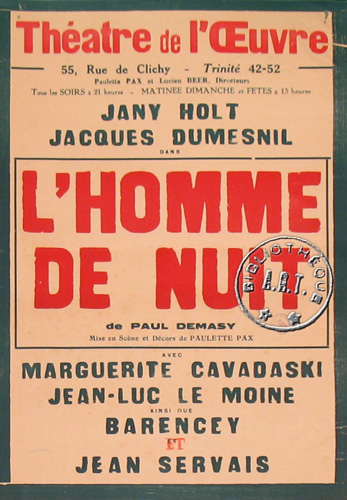 Théatre de l'Œuvre
55, Rue de Clichy - Trinité 42-52
Paulette PAX et Lucien BEER, Directeurs
Tous les SOIRS à 21 heures - MATINEE DIMANCHE et FETES à 15 heures
JANY HOLT
JACQUES DUMESNIL
DANS
L'HOMME
DE NUIT
BIBLIOTHÈQUE
A.R.T.
de PAUL DEMASY
Mise en Scène et Décors de PAULETTE PAX
AVEC
MARGUERITE CAVADASKI
JEAN-LUC LE MOINE
AINSI QUE
BARENCEY
ET
JEAN SERVAIS